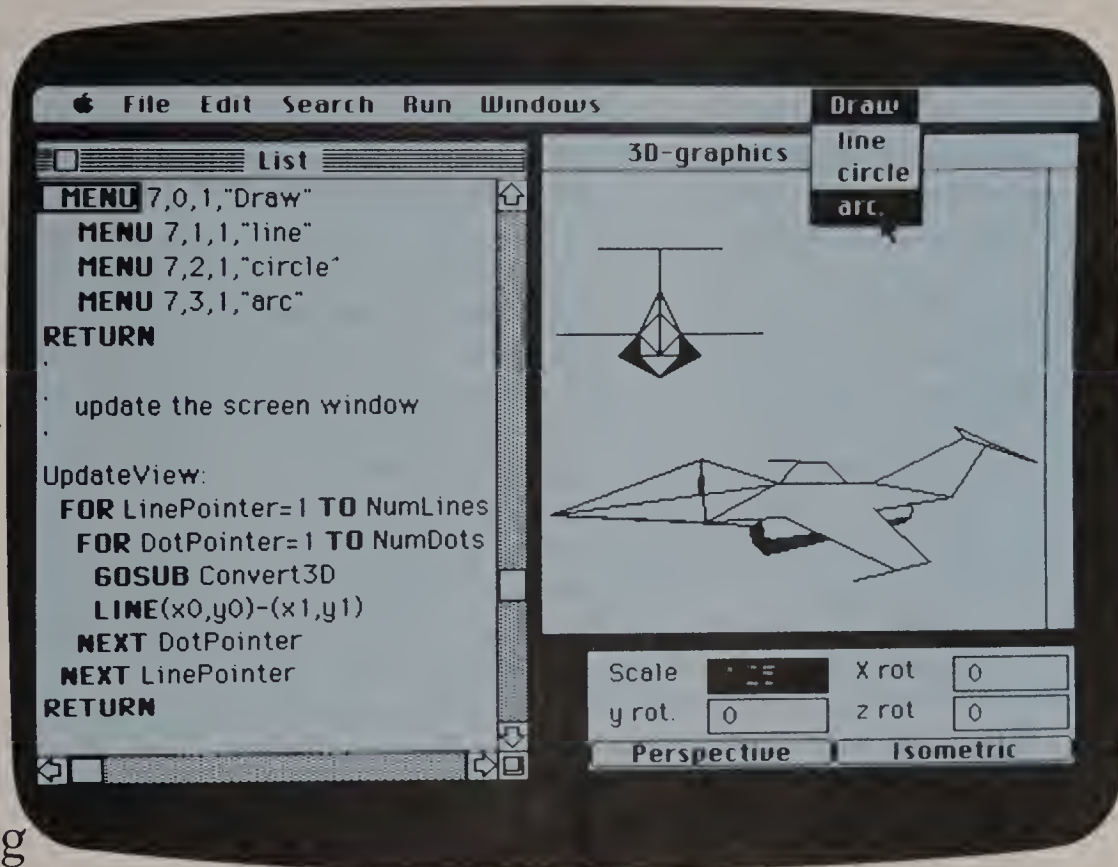 File Edit Search Run Windows Draw
line
circle
arc.
List
MENU 7,0,1,"Draw"
MENU 7,1,1,"line"
MENU 7,2,1,"circle"
MENU 7,3,1,"arc"
RETURN
'
' update the screen window
'
UpdateView:
FOR LinePointer=1 TO NumLines
FOR DotPointer=1 TO NumDots
GOSUB Convert3D
LINE(x0,y0)-(x1,y1)
NEXT DotPointer
NEXT LinePointer
RETURN
3D-graphics
Scale
X rot 0
y rot. 0
z rot 0
Perspective Isometric
g